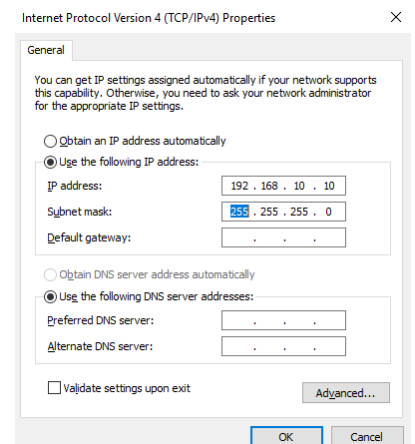 Internet Protocol Version 4 (TCP/IPv4) Properties
General
You can get IP settings assigned automatically if your network supports
this capability. Otherwise, you need to ask your network administrator
for the appropriate IP settings.
Obtain an IP address automatically
Use the following IP address:
IP address: 192 . 168 . 10 . 10
Subnet mask: 255 . 255 . 255 . 0
Default gateway: . . .
Obtain DNS server address automatically
Use the following DNS server addresses:
Preferred DNS server: . . .
Alternate DNS server: . . .
Validate settings upon exit
Advanced...
OK Cancel